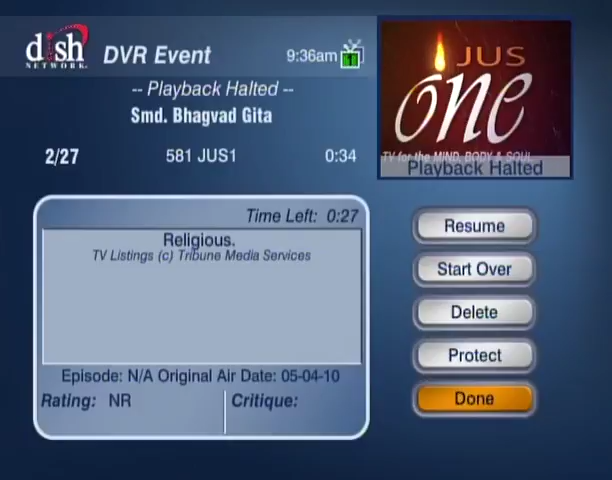 dish
NETWORK
DVR Event
9:36am
1
-- Playback Halted --
Smd. Bhagvad Gita
2/27
581 JUS1
0:34
JUS
one
TV for the MIND, BODY & SOUL
Playback Halted
Time Left: 0:27
Religious.
TV Listings (c) Tribune Media Services
Episode: N/A Original Air Date: 05-04-10
Rating: NR
Critique:
Resume
Start Over
Delete
Protect
Done